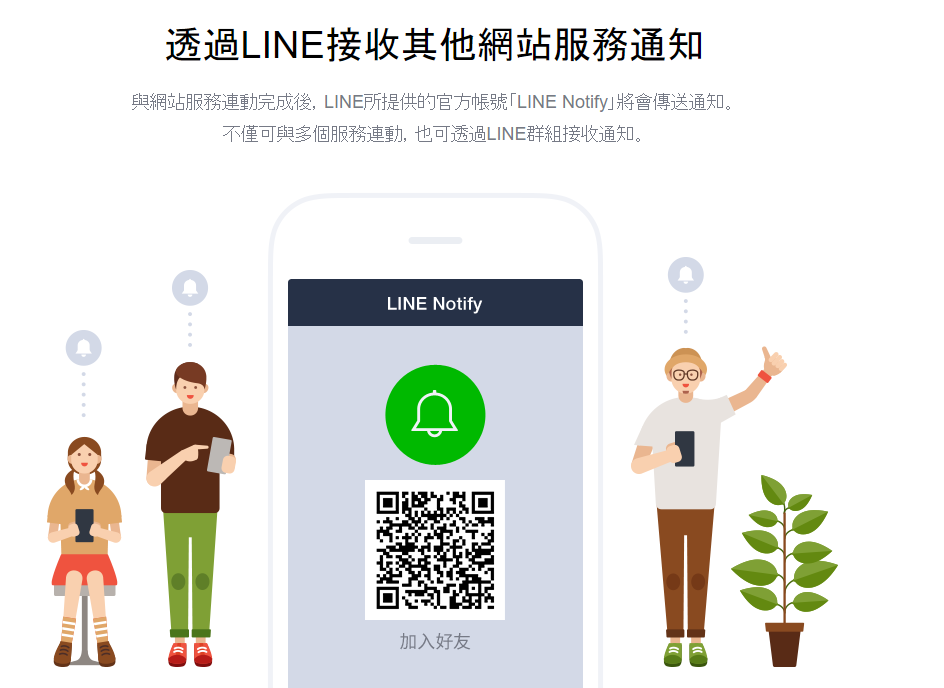 透過LINE接收其他網站服務通知
與網站服務連動完成後，LINE所提供的官方帳號「LINE Notify」將會傳送通知。
不僅可與多個服務連動，也可透過LINE群組接收通知。
LINE Notify
加入好友